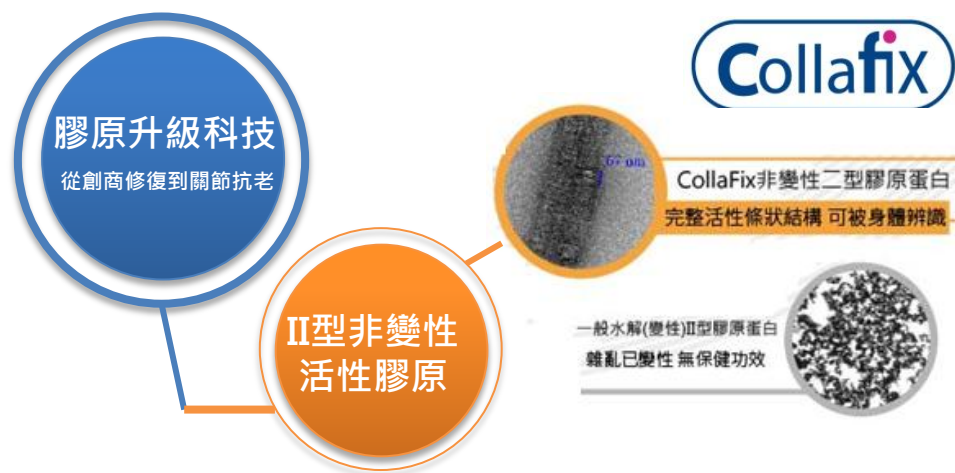 膠原升級科技
從創商修復到關節抗老
II型非變性
活性膠原
Collafix
67 nm
CollaFix非變性二型膠原蛋白
完整活性條狀結構 可被身體辨識
一般水解(變性)II型膠原蛋白
雜亂已變性 無保健功效